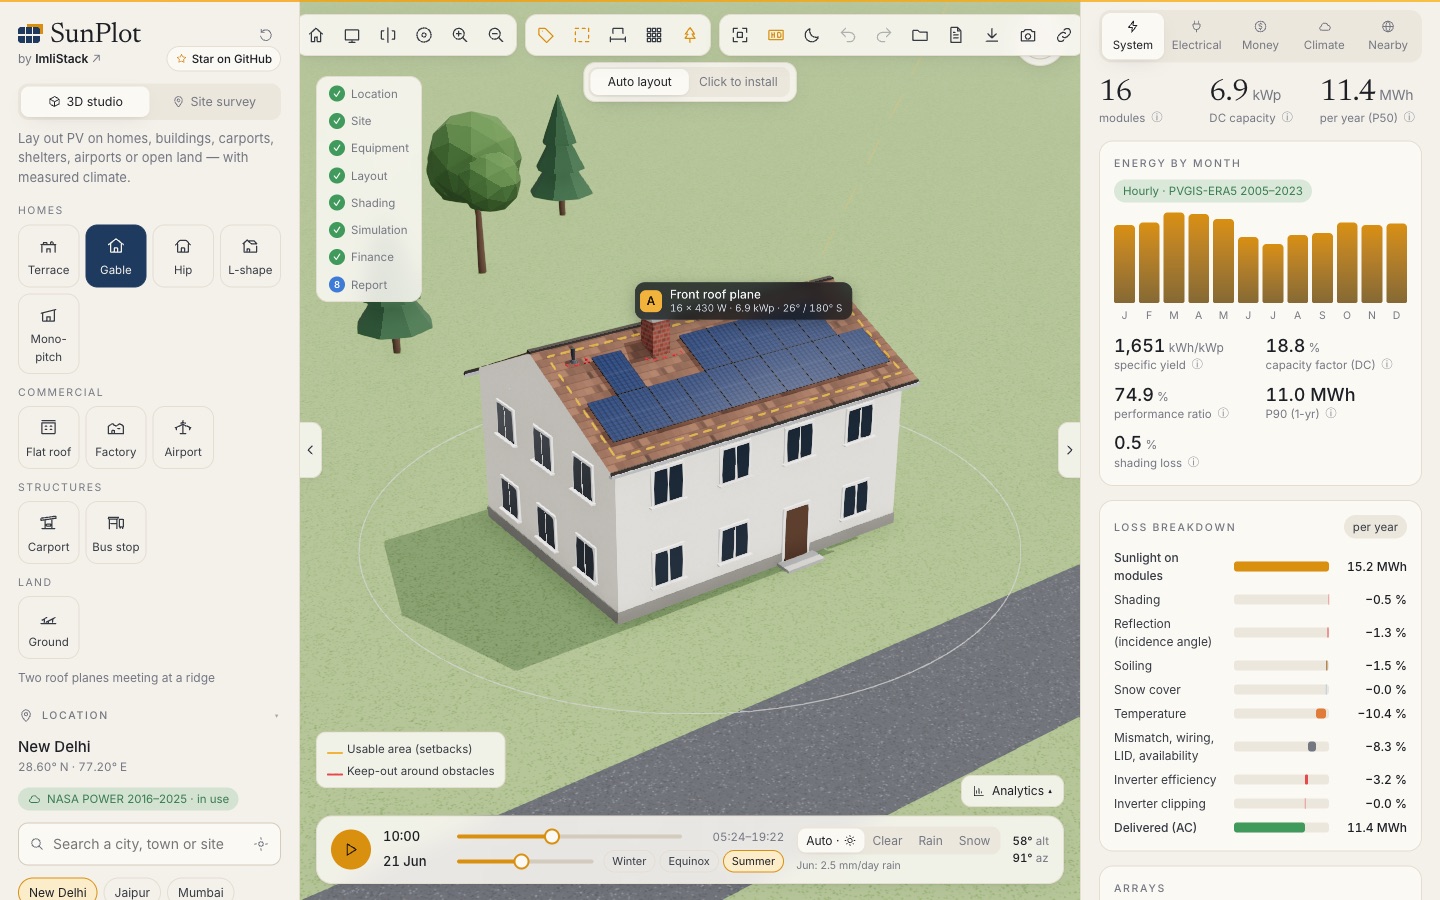 SunPlot
by ImliStack ↗
Star on GitHub
3D studio
Site survey
Lay out PV on homes, buildings, carports,
shelters, airports or open land — with
measured climate.
HOMES
Terrace
Gable
Hip
L-shape
Mono-
pitch
COMMERCIAL
Flat roof
Factory
Airport
STRUCTURES
Carport
Bus stop
LAND
Ground
Two roof planes meeting at a ridge
LOCATION
New Delhi
28.60° N · 77.20° E
NASA POWER 2016–2025 · in use
Search a city, town or site
New Delhi
Jaipur
Mumbai
HD
Auto layout
Click to install
Location
Site
Equipment
Layout
Shading
Simulation
Finance
8 Report
A
Front roof plane
16 × 430 W · 6.9 kWp · 26° / 180° S
Usable area (setbacks)
Keep-out around obstacles
Analytics
10:00
05:24–19:22
21 Jun
Winter
Equinox
Summer
Auto ·
Clear
Rain
Snow
Jun: 2.5 mm/day rain
58° alt
91° az
System
Electrical
Money
Climate
Nearby
16
modules
6.9 kWp
DC capacity
11.4 MWh
per year (P50)
ENERGY BY MONTH
Hourly · PVGIS-ERA5 2005–2023
J F M A M J J A S O N D
1,651 kWh/kWp
specific yield
18.8 %
capacity factor (DC)
74.9 %
performance ratio
11.0 MWh
P90 (1-yr)
0.5 %
shading loss
LOSS BREAKDOWN
per year
Sunlight on
modules
15.2 MWh
Shading
−0.5 %
Reflection
(incidence angle)
−1.3 %
Soiling
−1.5 %
Snow cover
−0.0 %
Temperature
−10.4 %
Mismatch, wiring,
LID, availability
−8.3 %
Inverter efficiency
−3.2 %
Inverter clipping
−0.0 %
Delivered (AC)
11.4 MWh
ARRAYS